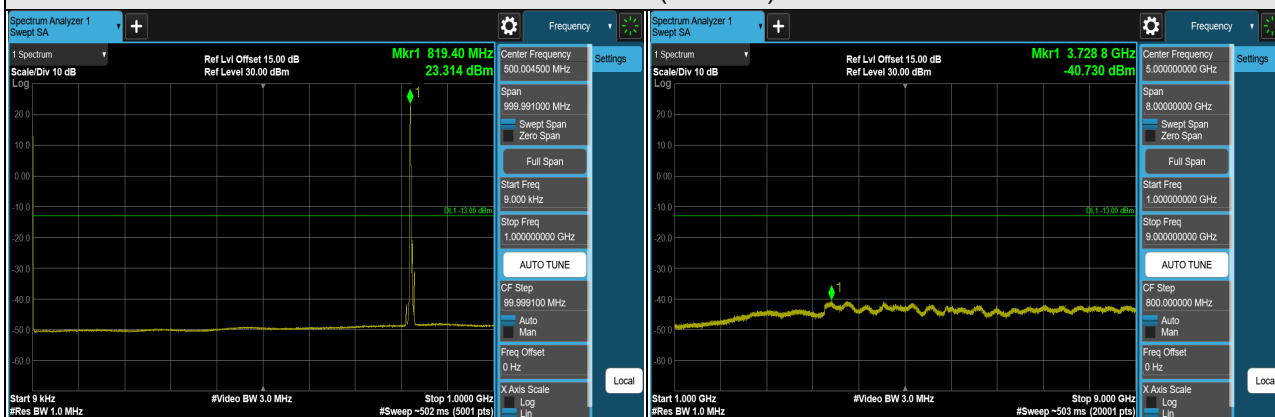 Spectrum Analyzer 1
Swept SA
+
Frequency
1 Spectrum
Scale/Div 10 dB
Log
Ref Lvl Offset 15.00 dB
Ref Level 30.00 dBm
Mkr1 819.40 MHz
23.314 dBm
1
20.0
10.0
0.00
-10.0
-20.0
-30.0
-40.0
-50.0
-60.0
DL1 -13.00 dBm
Start 9 kHz
#Res BW 1.0 MHz
#Video BW 3.0 MHz
Stop 1.0000 GHz
#Sweep ~502 ms (5001 pts)
Center Frequency
500.004500 MHz
Span
999.991000 MHz
Swept Span
Zero Span
Full Span
Start Freq
9.000 kHz
Stop Freq
1.000000000 GHz
AUTO TUNE
CF Step
99.999100 MHz
Auto
Man
Freq Offset
0 Hz
X Axis Scale
Log
Lin
Settings
Local
Spectrum Analyzer 1
Swept SA
+
Frequency
1 Spectrum
Scale/Div 10 dB
Log
Ref Lvl Offset 15.00 dB
Ref Level 30.00 dBm
Mkr1 3.728 8 GHz
-40.730 dBm
1
20.0
10.0
0.00
-10.0
-20.0
-30.0
-40.0
-50.0
-60.0
DL1 -13.00 dBm
Start 1.000 GHz
#Res BW 1.0 MHz
#Video BW 3.0 MHz
Stop 9.000 GHz
#Sweep ~503 ms (20001 pts)
Center Frequency
5.000000000 GHz
Span
8.00000000 GHz
Swept Span
Zero Span
Full Span
Start Freq
1.000000000 GHz
Stop Freq
9.000000000 GHz
AUTO TUNE
CF Step
800.000000 MHz
Auto
Man
Freq Offset
0 Hz
X Axis Scale
Log
Lin
Settings